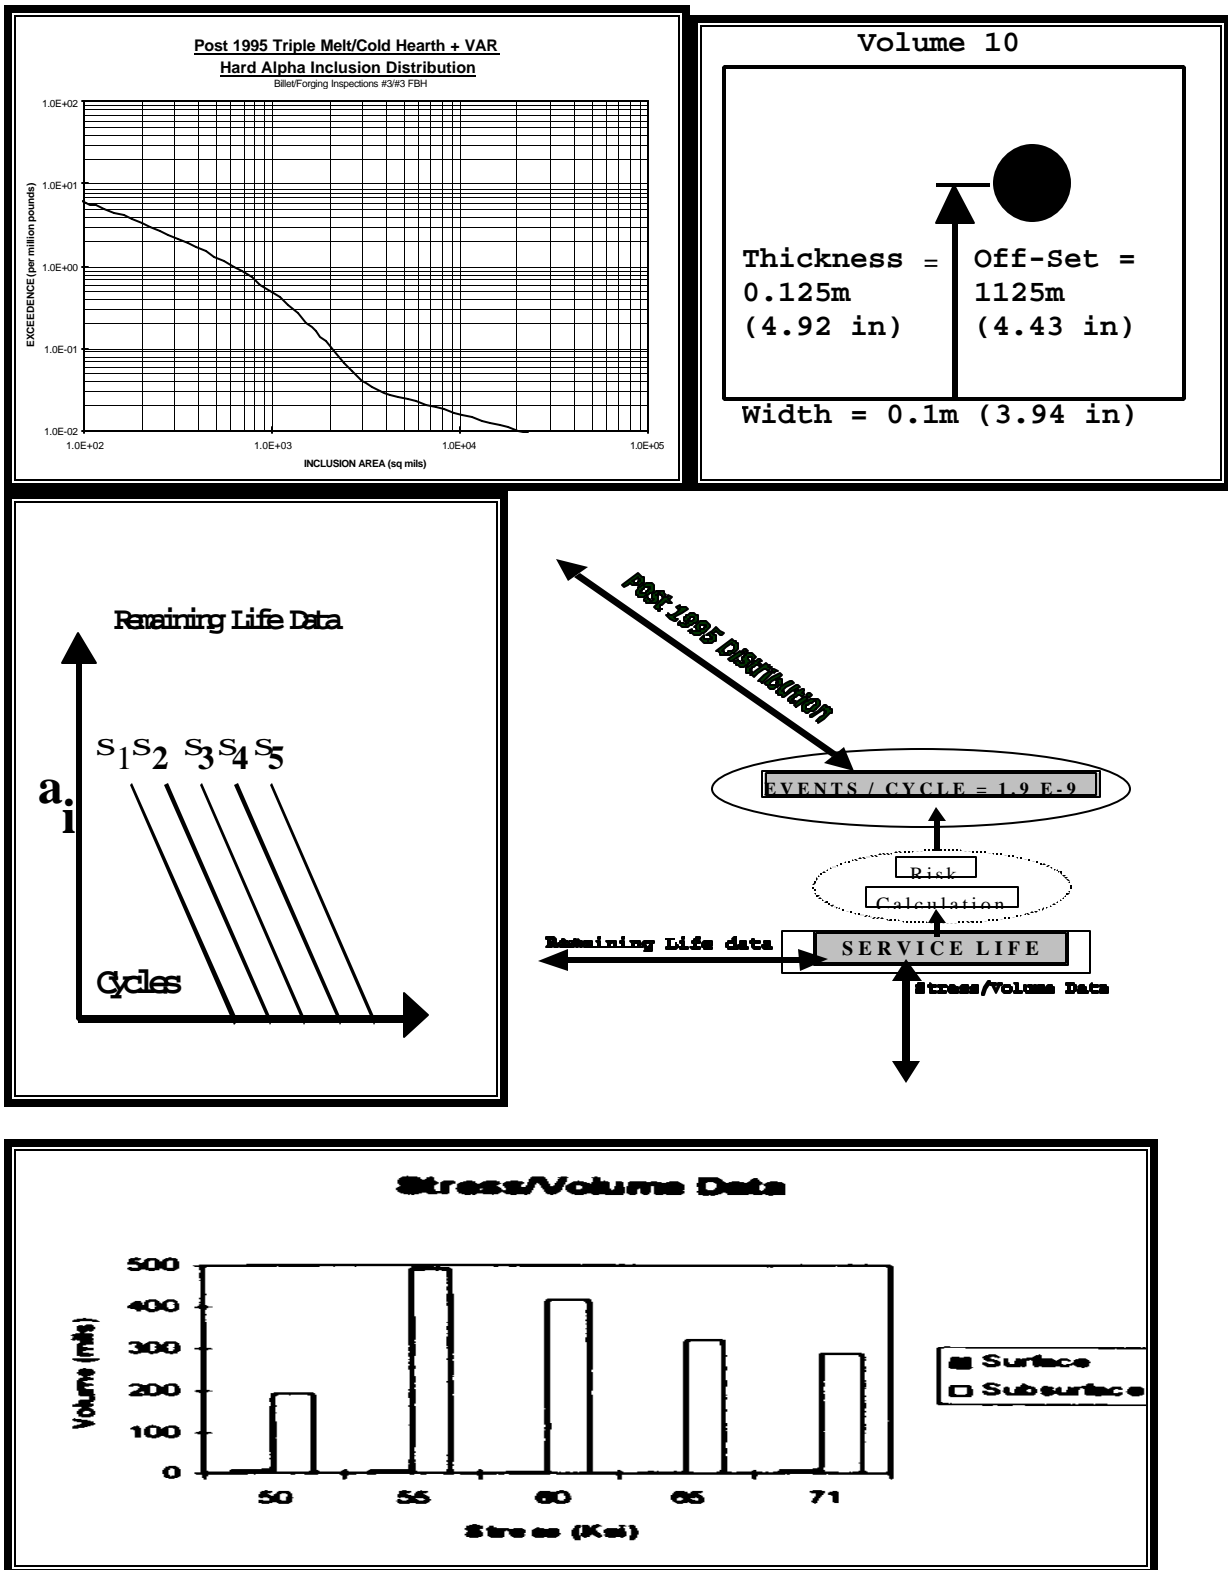 Post 1995 Triple Melt/Cold Hearth + VAR
Hard Alpha Inclusion Distribution
Billet/Forging Inspections #3/#3 FBH
EXCEEDENCE (per million pounds)
1.0E+02
1.0E+01
1.0E+00
1.0E-01
1.0E-02
1.0E+02
1.0E+03
1.0E+04
1.0E+05
INCLUSION AREA (sq mils)
Volume 10
Thickness =
0.125m
(4.92 in)
Off-Set =
1125m
(4.43 in)
Width = 0.1m (3.94 in)
Remaining Life Data
S1 S2 S3 S4 S5
ai
Cycles
Post 1995 Distribution
EVENTS / CYCLE = 1.9 E-9
Risk
Calculation
Remaining Life data
SERVICE LIFE
Stress/Volume Data
Stress/Volume Data
Volume (mils)
500
400
300
200
100
0
50
55
60
65
71
Stress (Ksi)
Surface
Subsurface